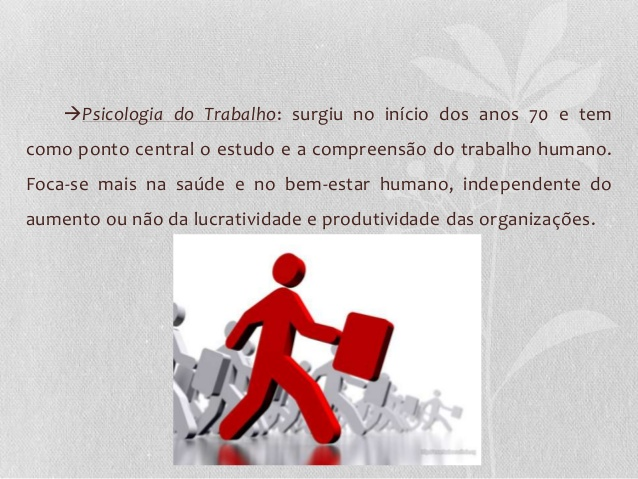 →Psicologia do Trabalho: surgiu no início dos anos 70 e tem
como ponto central o estudo e a compreensão do trabalho humano.
Foca-se mais na saúde e no bem-estar humano, independente do
aumento ou não da lucratividade e produtividade das organizações.